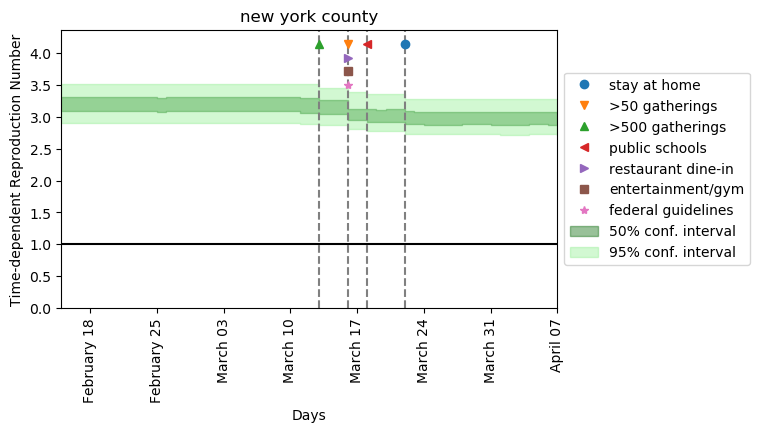 new york county
Time-dependent Reproduction Number
4.0
3.5
3.0
2.5
2.0
1.5
1.0
0.5
0.0
February 18
February 25
March 03
March 10
March 17
March 24
March 31
April 07
Days
stay at home
>50 gatherings
>500 gatherings
public schools
restaurant dine-in
entertainment/gym
federal guidelines
50% conf. interval
95% conf. interval